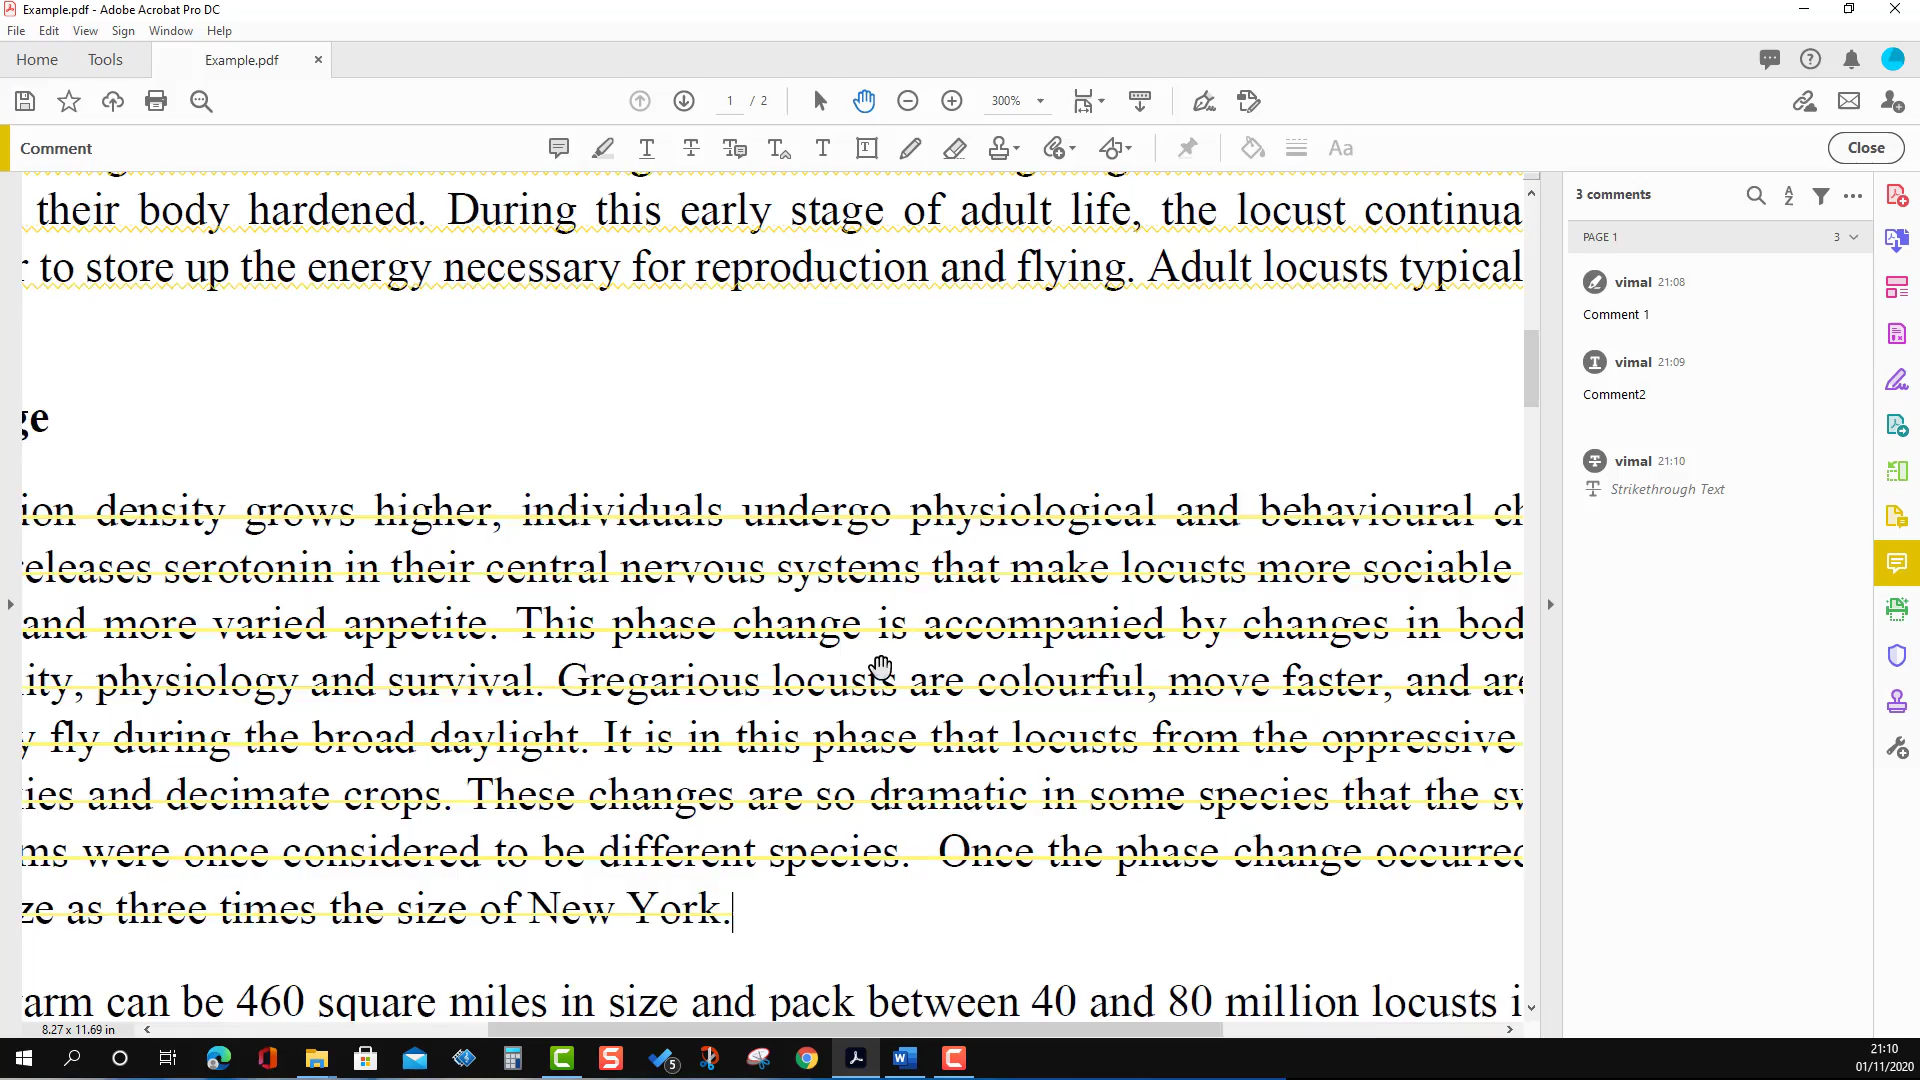 Example.pdf - Adobe Acrobat Pro DC
File Edit View Sign Window Help
Home Tools Example.pdf
1 / 2 300%
Comment Close
their body hardened. During this early stage of adult life, the locust continua
r to store up the energy necessary for reproduction and flying. Adult locusts typical
ge
ion density grows higher, individuals undergo physiological and behavioural ch
releases serotonin in their central nervous systems that make locusts more sociable
and more varied appetite. This phase change is accompanied by changes in bod
ity, physiology and survival. Gregarious locusts are colourful, move faster, and are
y fly during the broad daylight. It is in this phase that locusts from the oppressive
ies and decimate crops. These changes are so dramatic in some species that the sw
ms were once considered to be different species. Once the phase change occurred
ze as three times the size of New York.
arm can be 460 square miles in size and pack between 40 and 80 million locusts i
8.27 x 11.69 in
3 comments
PAGE 1 3
vimal 21:08
Comment 1
vimal 21:09
Comment2
vimal 21:10
Strikethrough Text
5
21:10
01/11/2020